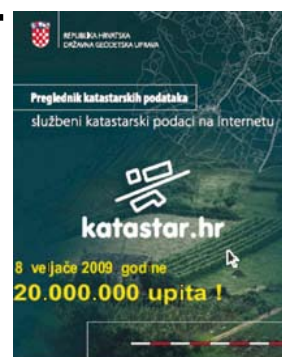 REPUBLIKA HRVATSKA
DRŽAVNA GEODETSKA UPRAVA
Preglednik katastarskih podataka
službeni katastarski podaci na internetu
katastar.hr
8 veljače 2009 godine
20.000.000 upita !